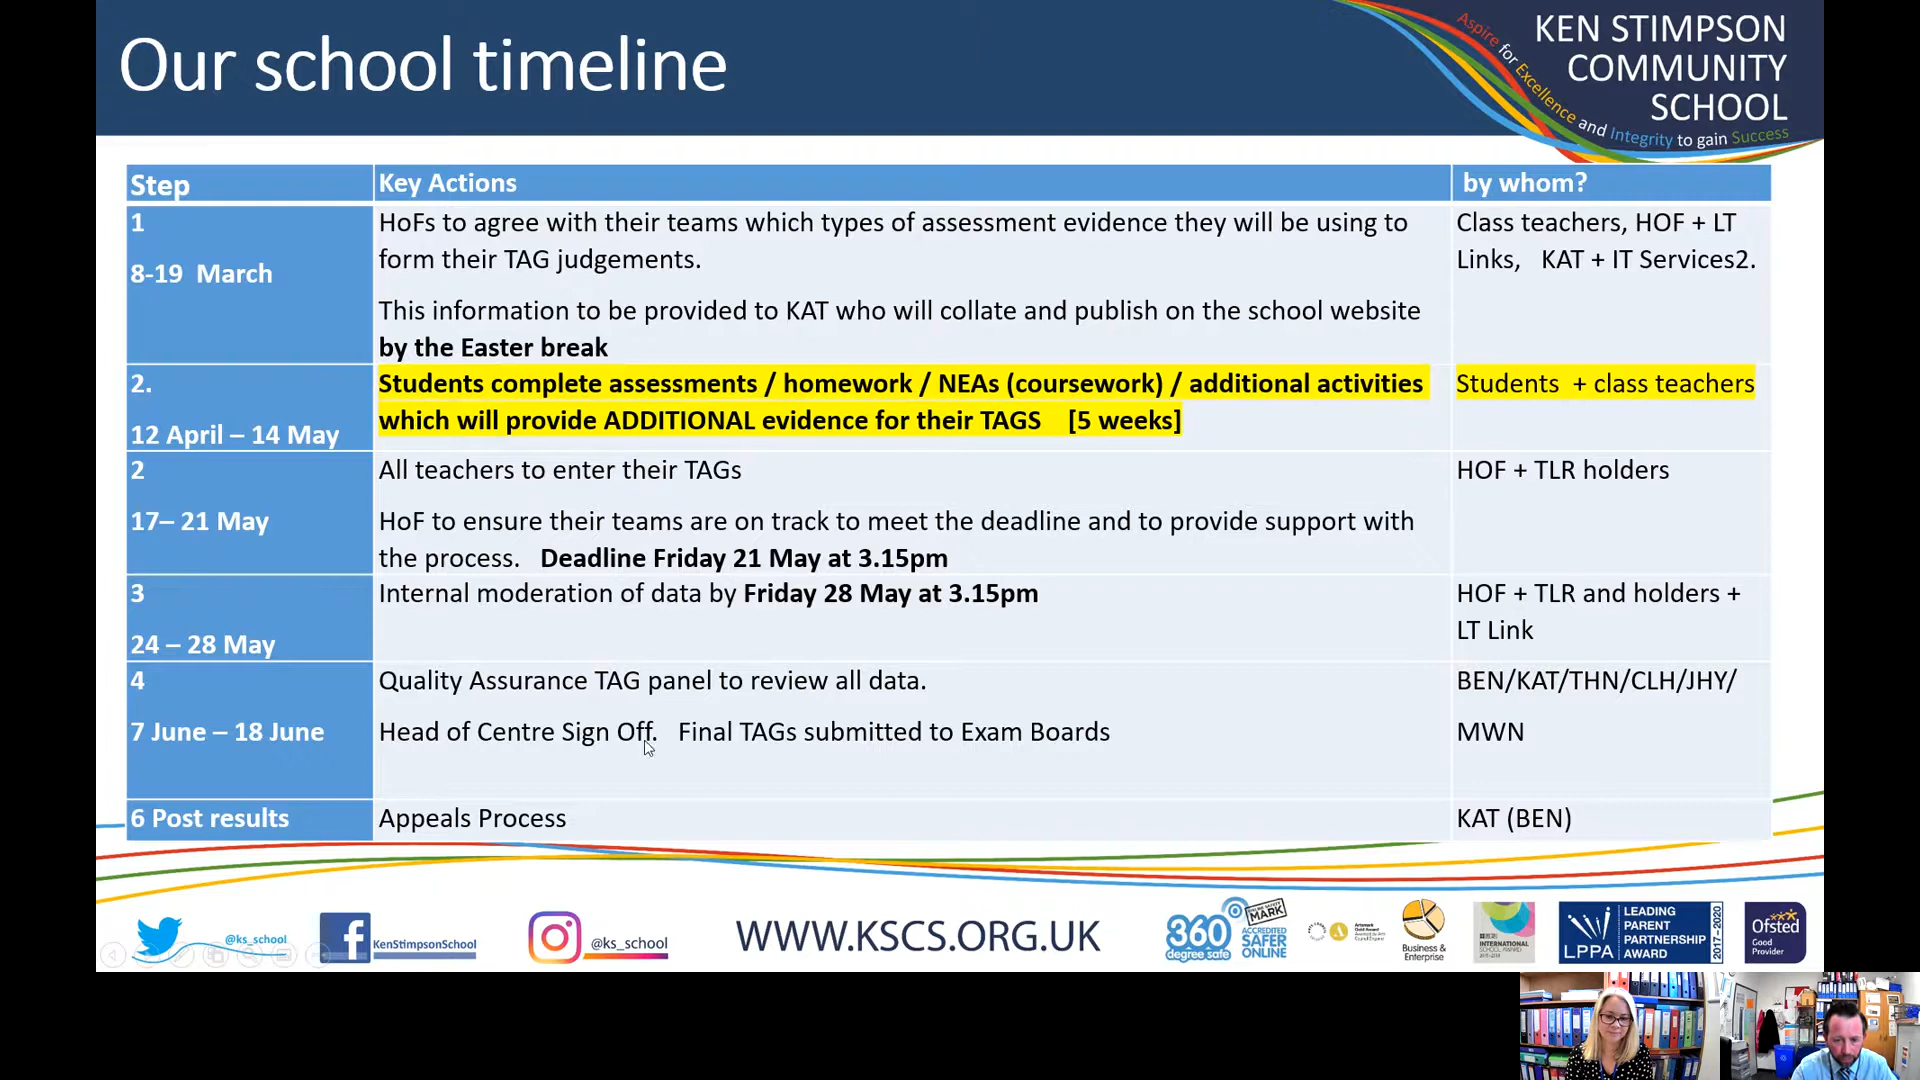 Our school timeline
KEN STIMPSON
COMMUNITY
SCHOOL
Aspire for Excellence and Integrity to gain Success
Step
Key Actions
by whom?
1
8-19 March
HoFs to agree with their teams which types of assessment evidence they will be using to
form their TAG judgements.
This information to be provided to KAT who will collate and publish on the school website
by the Easter break
Class teachers, HOF + LT
Links, KAT + IT Services2.
2.
12 April – 14 May
Students complete assessments / homework / NEAs (coursework) / additional activities
which will provide ADDITIONAL evidence for their TAGS [5 weeks]
Students + class teachers
2
17– 21 May
All teachers to enter their TAGs
HoF to ensure their teams are on track to meet the deadline and to provide support with
the process. Deadline Friday 21 May at 3.15pm
HOF + TLR holders
3
24 – 28 May
Internal moderation of data by Friday 28 May at 3.15pm
HOF + TLR and holders +
LT Link
4
7 June – 18 June
Quality Assurance TAG panel to review all data.
Head of Centre Sign Off. Final TAGs submitted to Exam Boards
BEN/KAT/THN/CLH/JHY/
MWN
6 Post results
Appeals Process
KAT (BEN)
@ks_school
KenStimpsonSchool
@ks_school
WWW.KSCS.ORG.UK
360
degree safe
ONLINE SAFETY
MARK
ACCREDITED
SAFER
ONLINE
Business &
Enterprise
INTERNATIONAL
SCHOOL AWARD
LPPA
LEADING
PARENT
PARTNERSHIP
AWARD
2017-2020
Ofsted
Good
Provider